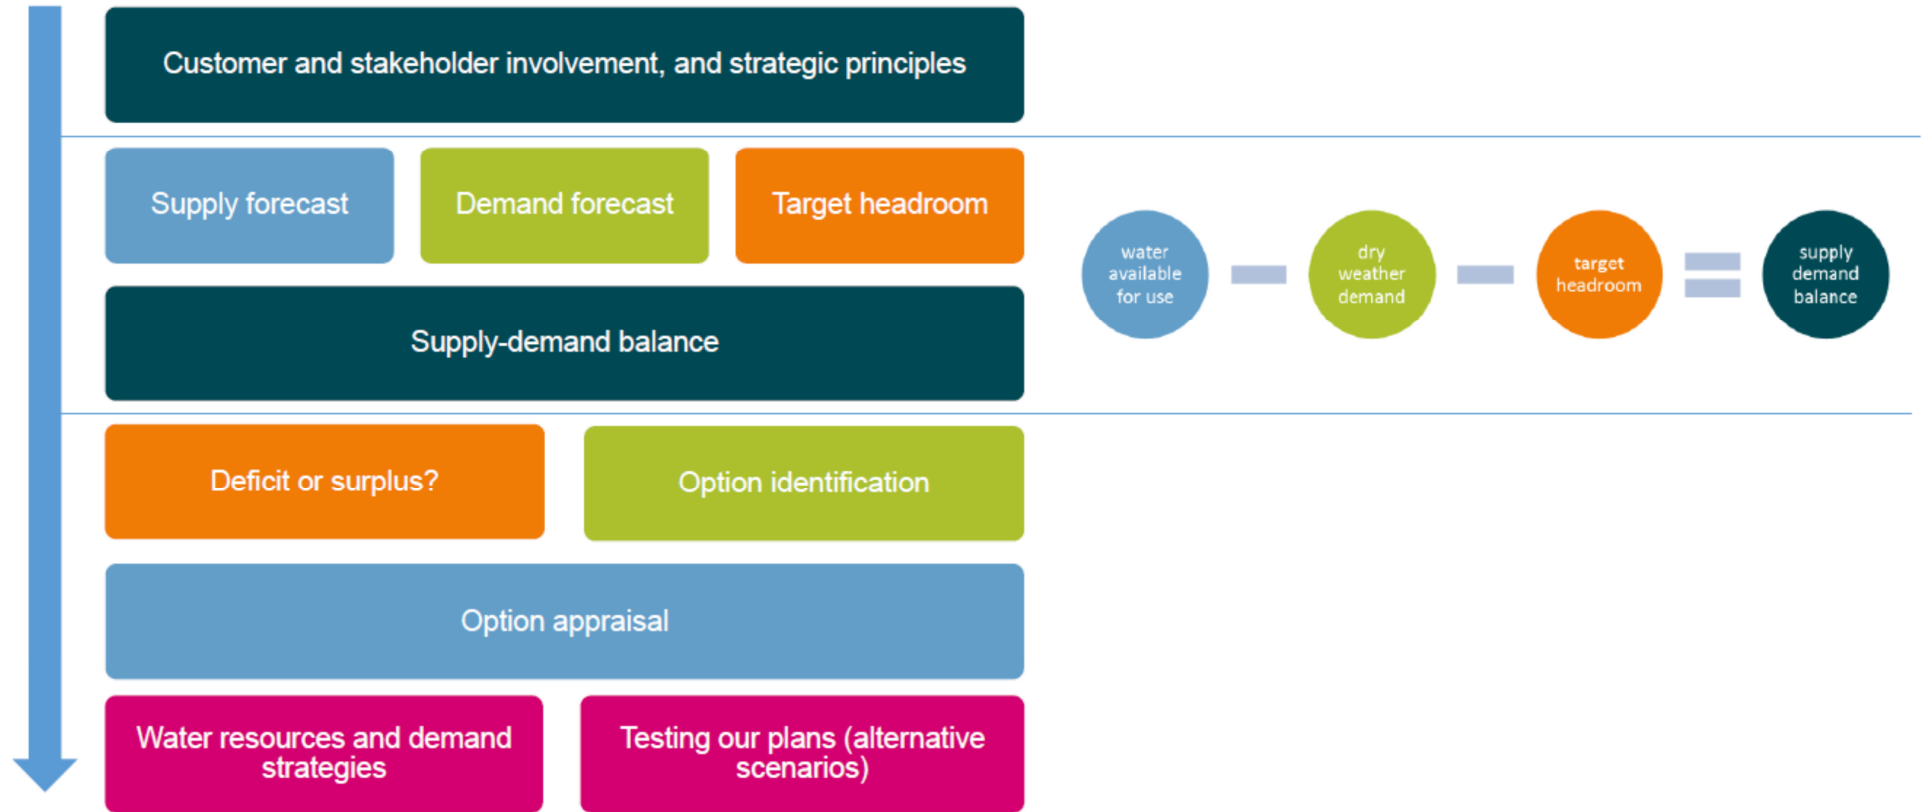 Customer and stakeholder involvement, and strategic principles
Supply forecast
Demand forecast
Target headroom
water
available
for use
dry
weather
demand
target
headroom
supply
demand
balance
Supply-demand balance
Deficit or surplus?
Option identification
Option appraisal
Water resources and demand
strategies
Testing our plans (alternative
scenarios)